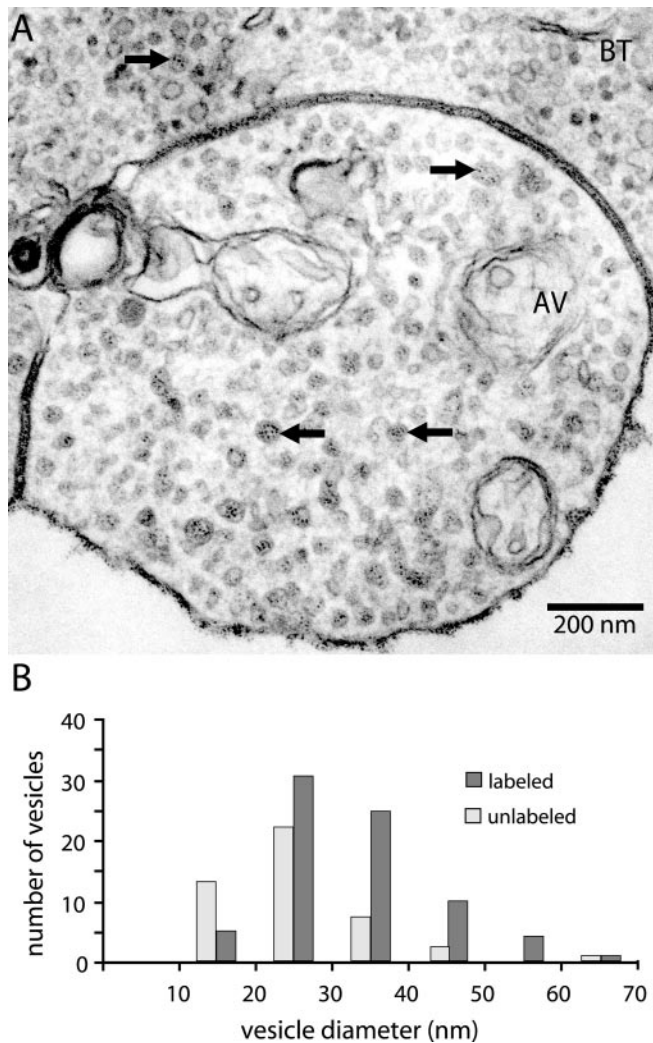 A
BT
AV
200 nm
B
number of vesicles
40
30
20
10
0
labeled
unlabeled
10 20 30 40 50 60 70
vesicle diameter (nm)